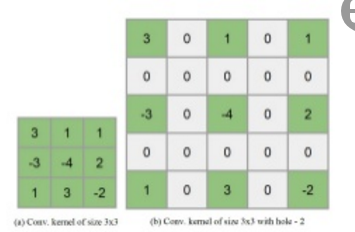 3 0 1 0 1
0 0 0 0 0
-3 0 -4 0 2
0 0 0 0 0
1 0 3 0 -2
3 1 1
-3 -4 2
1 3 -2
(a) Conv. kernel of size 3x3
(b) Conv. kernel of size 3x3 with hole - 2